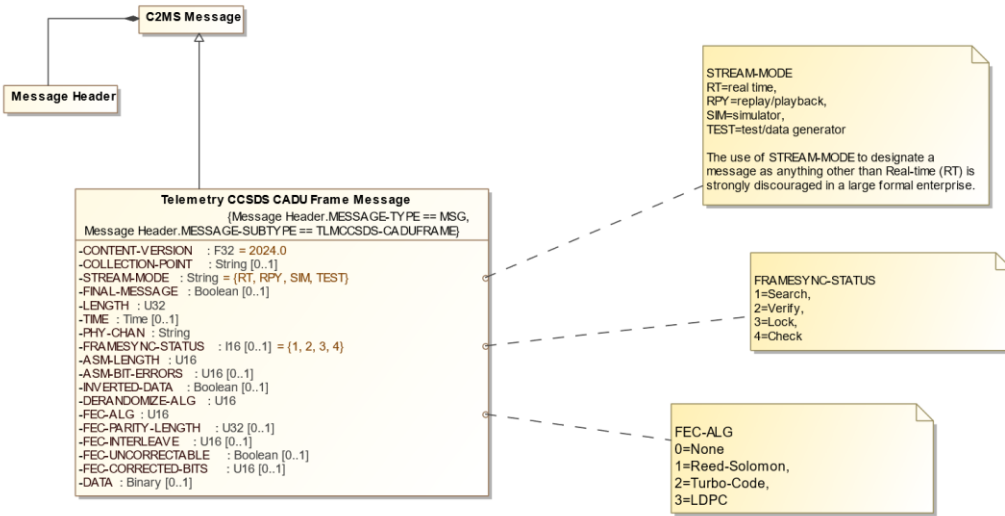 C2MS Message
Message Header
Telemetry CCSDS CADU Frame Message
{Message Header.MESSAGE-TYPE == MSG,
Message Header.MESSAGE-SUBTYPE == TLMCCSDS-CADUFRAME}
-CONTENT-VERSION : F32 = 2024.0
-COLLECTION-POINT : String [0..1]
-STREAM-MODE : String = {RT, RPY, SIM, TEST}
-FINAL-MESSAGE : Boolean [0..1]
-LENGTH : U32
-TIME : Time [0..1]
-PHY-CHAN : String
-FRAMESYNC-STATUS : I16 [0..1] = {1, 2, 3, 4}
-ASM-LENGTH : U16
-ASM-BIT-ERRORS : U16 [0..1]
-INVERTED-DATA : Boolean [0..1]
-DERANDOMIZE-ALG : U16
-FEC-ALG : U16
-FEC-PARITY-LENGTH : U32 [0..1]
-FEC-INTERLEAVE : U16 [0..1]
-FEC-UNCORRECTABLE : Boolean [0..1]
-FEC-CORRECTED-BITS : U16 [0..1]
-DATA : Binary [0..1]
STREAM-MODE
RT=real time,
RPY=replay/playback,
SIM=simulator,
TEST=test/data generator
The use of STREAM-MODE to designate a
message as anything other than Real-time (RT) is
strongly discouraged in a large formal enterprise.
FRAMESYNC-STATUS
1=Search,
2=Verify,
3=Lock,
4=Check
FEC-ALG
0=None
1=Reed-Solomon,
2=Turbo-Code,
3=LDPC